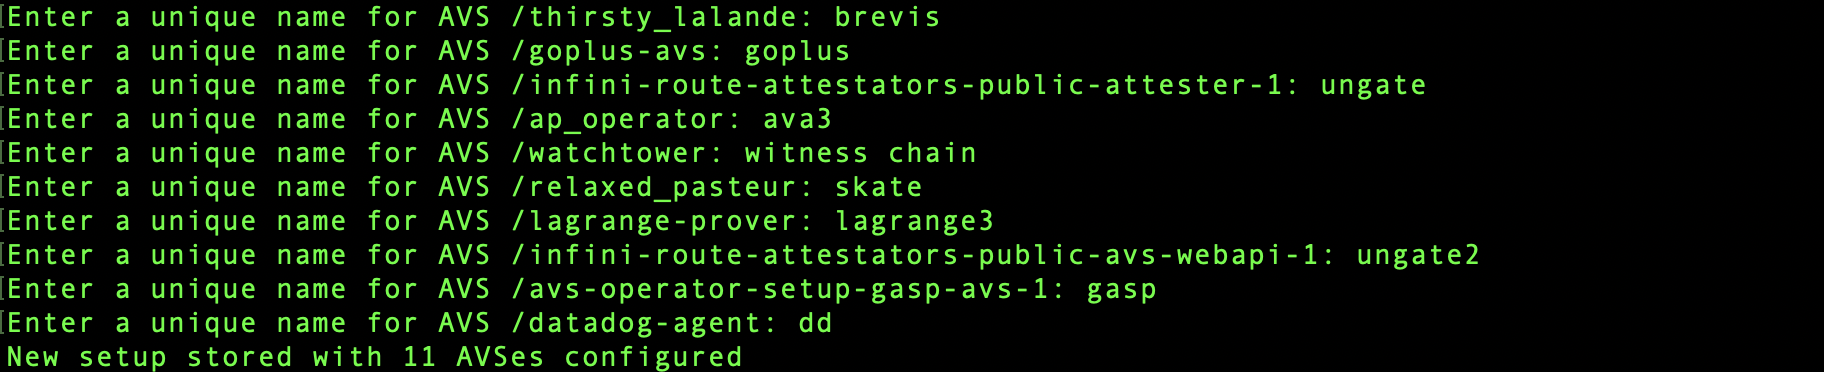 Enter a unique name for AVS /thirsty_lalande: brevis
Enter a unique name for AVS /goplus-avs: goplus
Enter a unique name for AVS /infini-route-attestators-public-attester-1: ungate
Enter a unique name for AVS /ap_operator: ava3
Enter a unique name for AVS /watchtower: witness chain
Enter a unique name for AVS /relaxed_pasteur: skate
Enter a unique name for AVS /lagrange-prover: lagrange3
Enter a unique name for AVS /infini-route-attestators-public-avs-webapi-1: ungate2
Enter a unique name for AVS /avs-operator-setup-gasp-avs-1: gasp
Enter a unique name for AVS /datadog-agent: dd
New setup stored with 11 AVSes configured